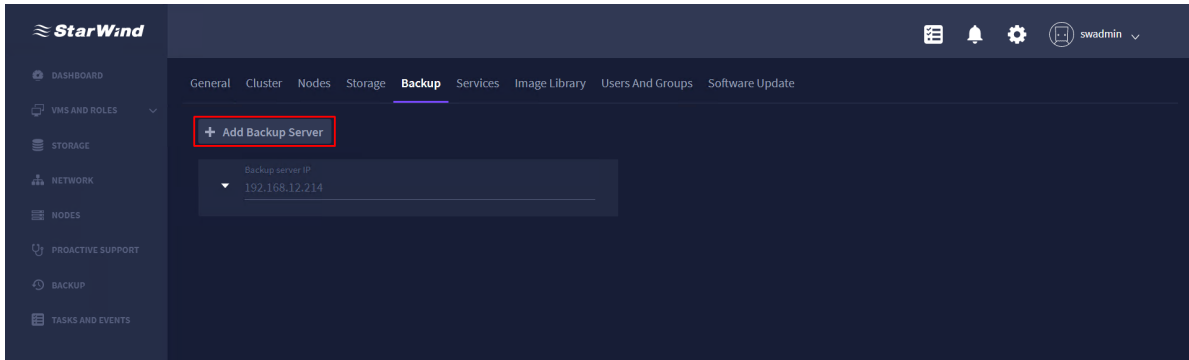 StarWind
swadmin
DASHBOARD
VMS AND ROLES
STORAGE
NETWORK
NODES
PROACTIVE SUPPORT
BACKUP
TASKS AND EVENTS
General Cluster Nodes Storage Backup Services Image Library Users And Groups Software Update
+ Add Backup Server
Backup server IP
192.168.12.214